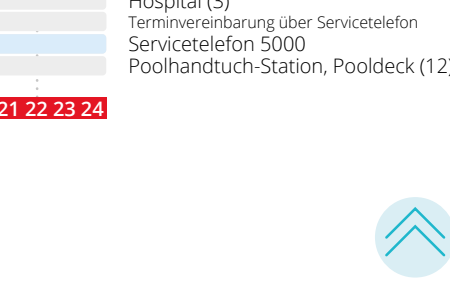 Hospital (3)
Terminvereinbarung über Servicetelefon
Servicetelefon 5000
Poolhandtuch-Station, Pooldeck (12)
21 22 23 24